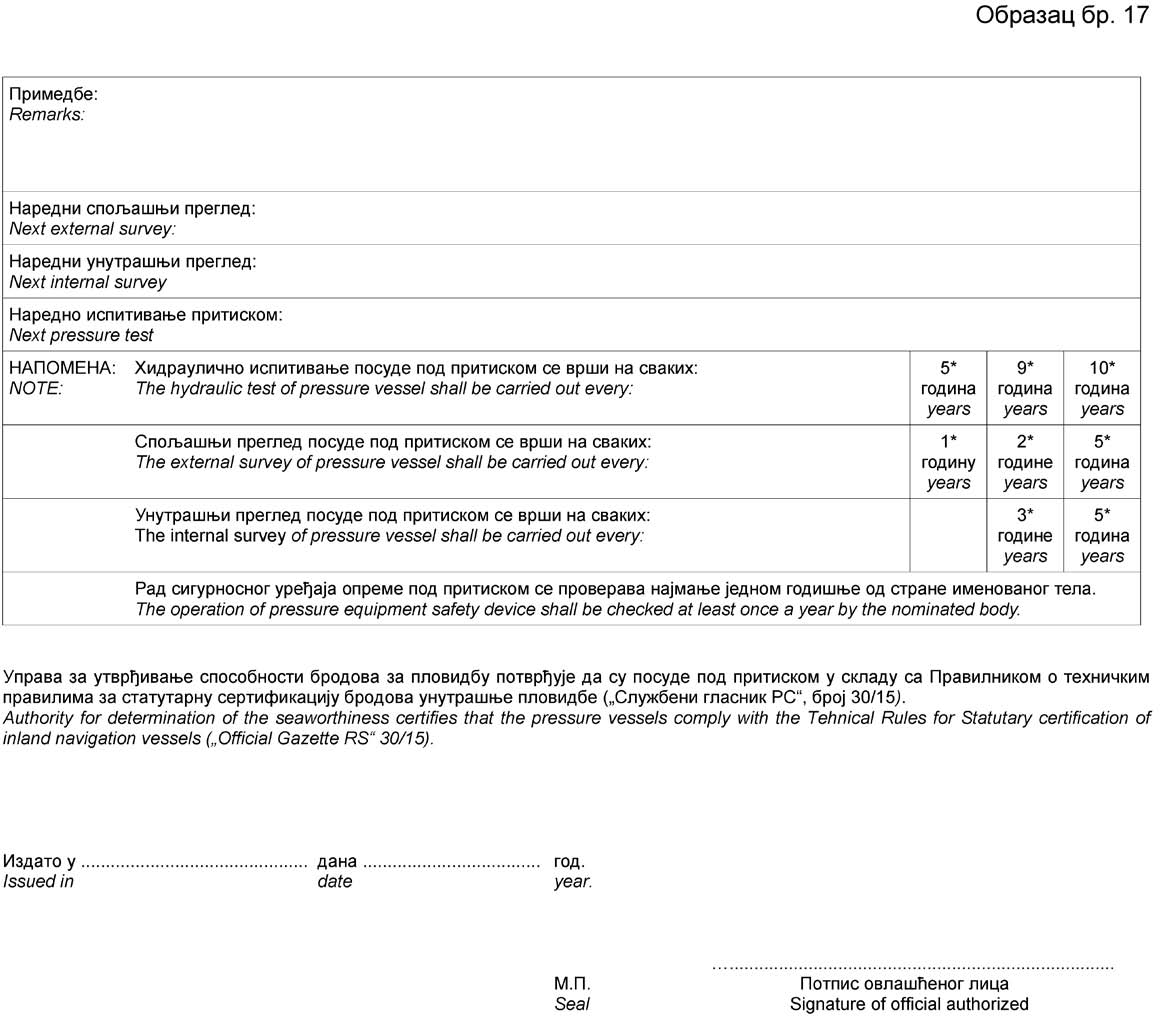 Образац бр. 17
Примедбе:
Remarks:
Наредни спољашњи преглед:
Next external survey:
Наредни унутрашњи преглед:
Next internal survey
Наредно испитивање притиском:
Next pressure test
НАПОМЕНА: Хидраулично испитивање посуде под притиском се врши на сваких: 5* 9* 10*
NOTE: The hydraulic test of pressure vessel shall be carried out every: година година година
years years years
Спољашњи преглед посуде под притиском се врши на сваких: 1* 2* 5*
The external survey of pressure vessel shall be carried out every: годину године година
years years years
Унутрашњи преглед посуде под притиском се врши на сваких: 3* 5*
The internal survey of pressure vessel shall be carried out every: године година
years years
Рад сигурносног уређаја опреме под притиском се проверава најмање једном годишње од стране именованог тела.
The operation of pressure equipment safety device shall be checked at least once a year by the nominated body.
Управа за утврђивање способности бродова за пловидбу потврђује да су посуде под притиском у складу са Правилником о техничким
правилима за статутарну сертификацију бродова унутрашње пловидбе („Службени гласник РС“, број 30/15).
Authority for determination of the seaworthiness certifies that the pressure vessels comply with the Tehnical Rules for Statutary certification of
inland navigation vessels („Official Gazette RS“ 30/15).
Издато у .............................................. дана .................................... год.
Issued in date year.
...............................................................................
М.П. Потпис овлашћеног лица
Seal Signature of official authorized